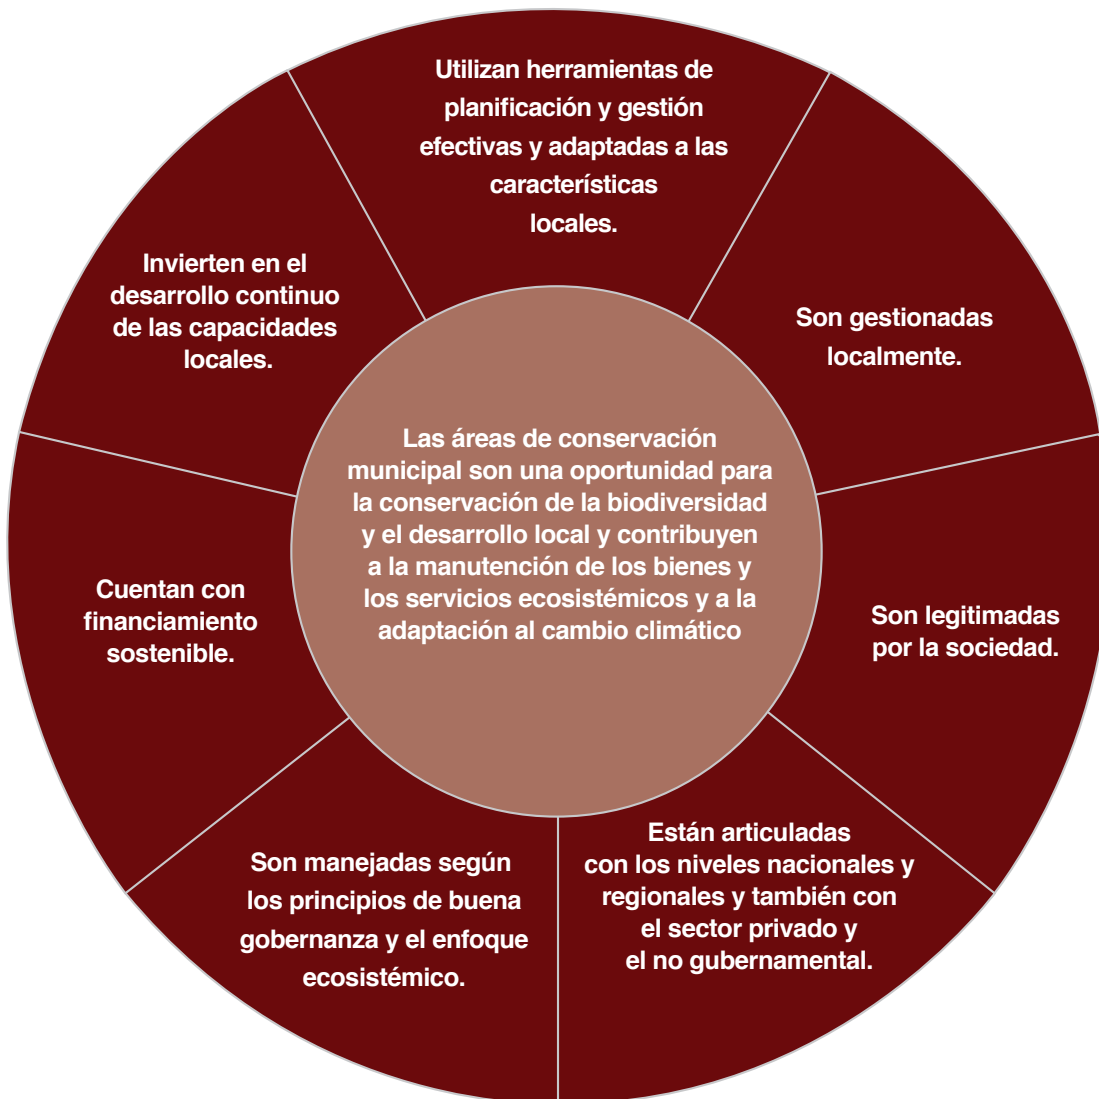 Utilizan herramientas de
planificación y gestión
efectivas y adaptadas a las
características
locales.
Son gestionadas
localmente.
Son legitimadas
por la sociedad.
Están articuladas
con los niveles nacionales y
regionales y también con
el sector privado y
el no gubernamental.
Son manejadas según
los principios de buena
gobernanza y el enfoque
ecosistémico.
Cuentan con
financiamiento
sostenible.
Invierten en el
desarrollo continuo
de las capacidades
locales.
Las áreas de conservación
municipal son una oportunidad para
la conservación de la biodiversidad
y el desarrollo local y contribuyen
a la manutención de los bienes y
los servicios ecosistémicos y a la
adaptación al cambio climático